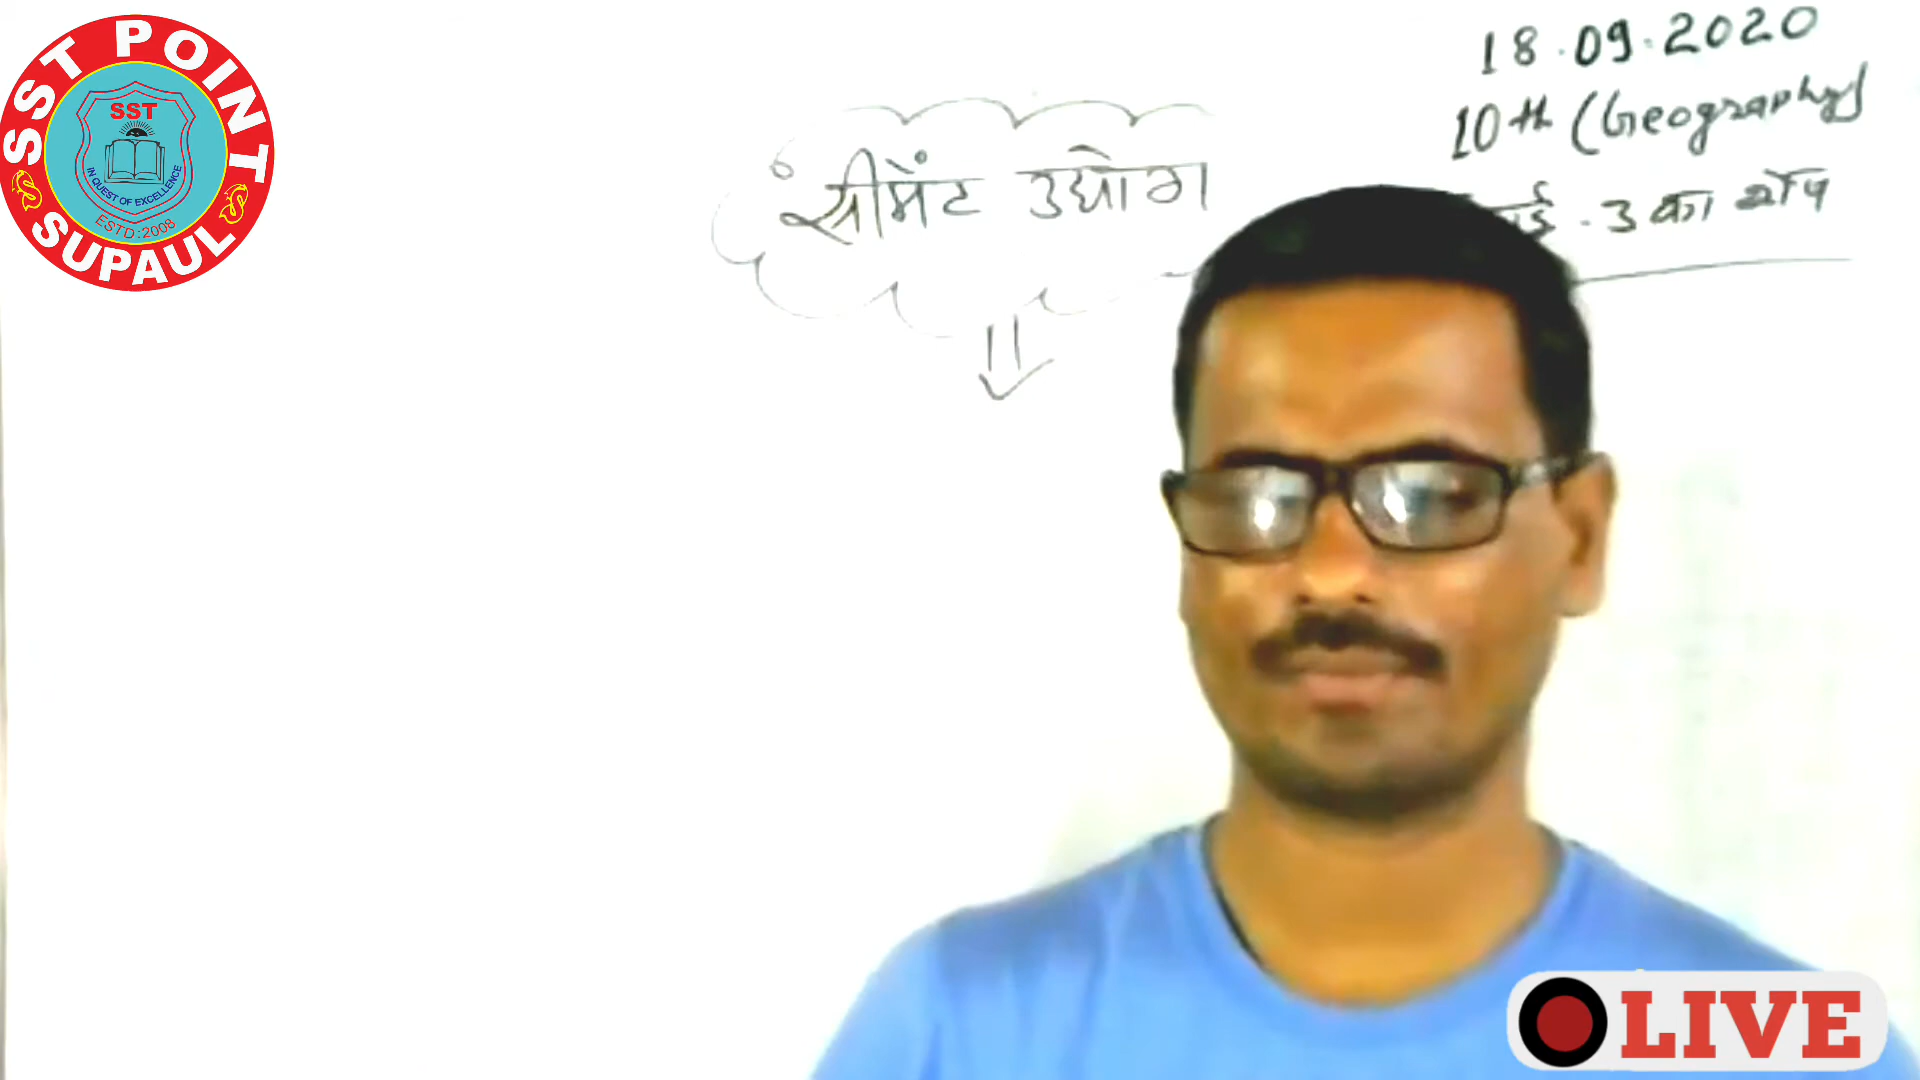 SST POINT
SST
IN QUEST OF EXCELLENCE
ESTD:2008
SUPAUL
18.09.2020
10th (Geography)
सीमेंट उद्योग
- 3 का शेष
LIVE